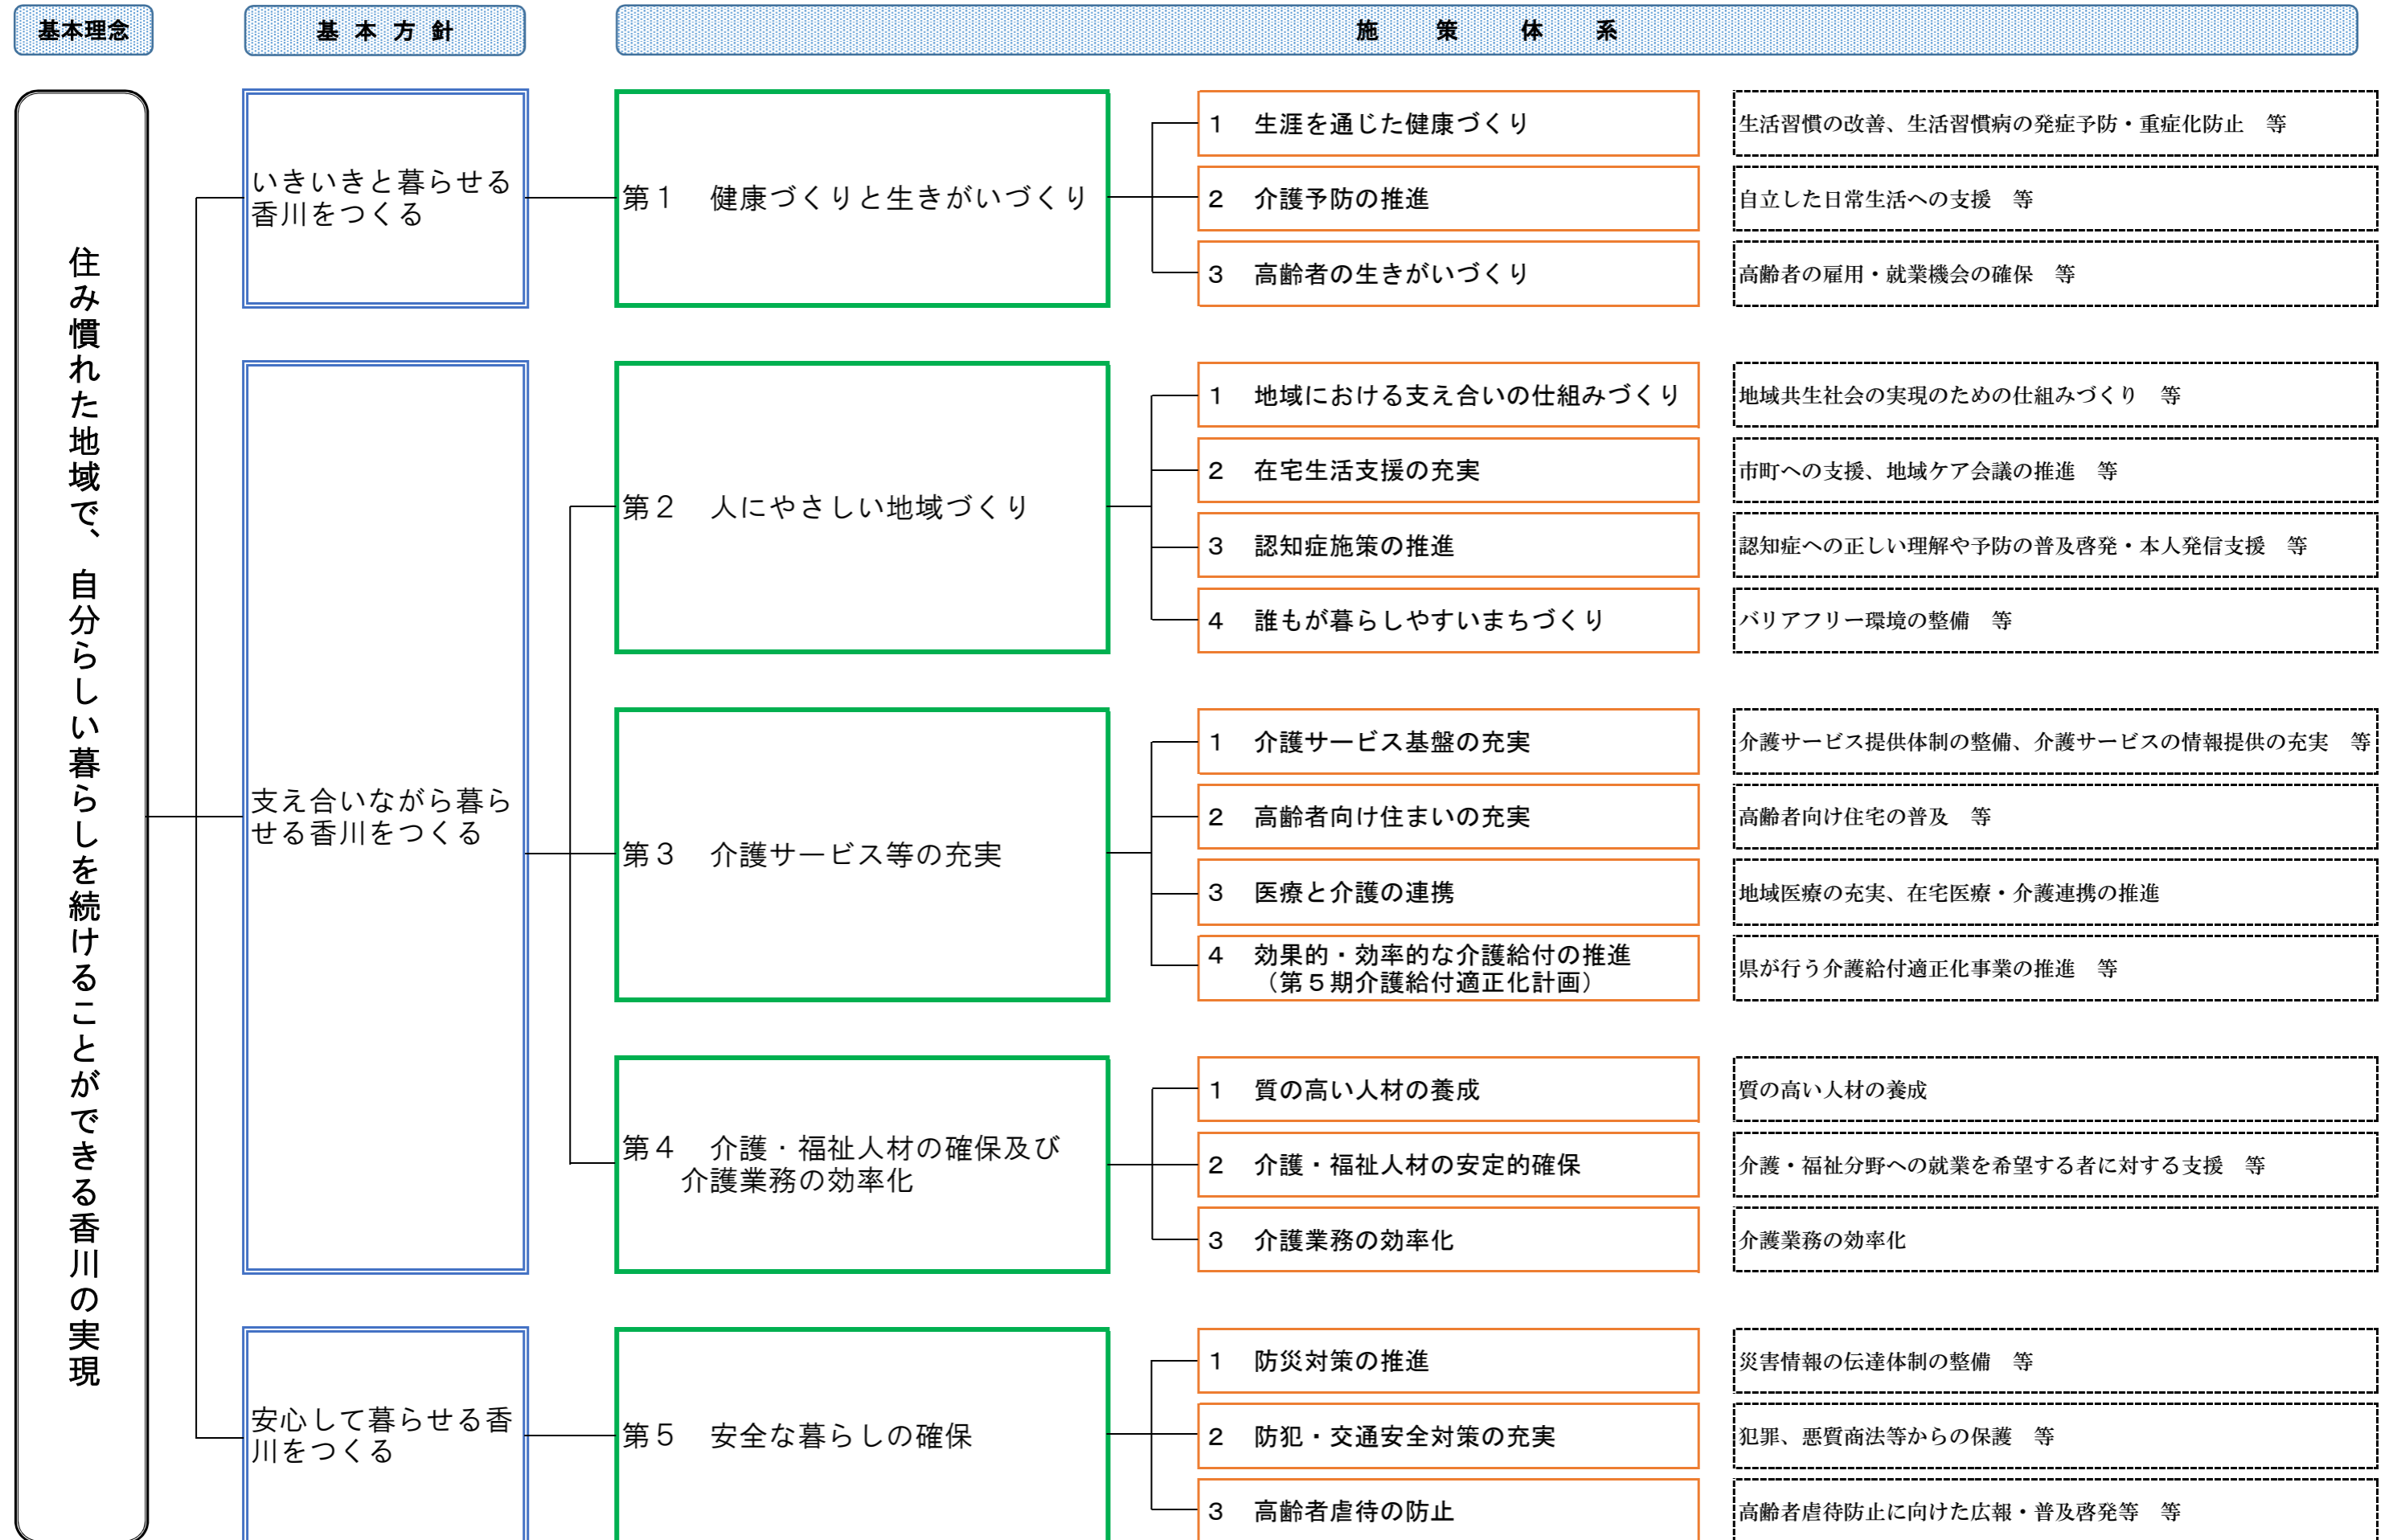 基本理念
基本方針
施策体系
住み慣れた地域で、自分らしい暮らしを続けることができる香川の実現
いきいきと暮らせる
香川をつくる
第１　健康づくりと生きがいづくり
１　生涯を通じた健康づくり
生活習慣の改善、生活習慣病の発症予防・重症化防止　等
２　介護予防の推進
自立した日常生活への支援　等
３　高齢者の生きがいづくり
高齢者の雇用・就業機会の確保　等
支え合いながら暮ら
せる香川をつくる
第２　人にやさしい地域づくり
１　地域における支え合いの仕組みづくり
地域共生社会の実現のための仕組みづくり　等
２　在宅生活支援の充実
市町への支援、地域ケア会議の推進　等
３　認知症施策の推進
認知症への正しい理解や予防の普及啓発・本人発信支援　等
４　誰もが暮らしやすいまちづくり
バリアフリー環境の整備　等
第３　介護サービス等の充実
１　介護サービス基盤の充実
介護サービス提供体制の整備、介護サービスの情報提供の充実　等
２　高齢者向け住まいの充実
高齢者向け住宅の普及　等
３　医療と介護の連携
地域医療の充実、在宅医療・介護連携の推進
４　効果的・効率的な介護給付の推進
（第５期介護給付適正化計画）
県が行う介護給付適正化事業の推進　等
第４　介護・福祉人材の確保及び
介護業務の効率化
１　質の高い人材の養成
質の高い人材の養成
２　介護・福祉人材の安定的確保
介護・福祉分野への就業を希望する者に対する支援　等
３　介護業務の効率化
介護業務の効率化
安心して暮らせる香
川をつくる
第５　安全な暮らしの確保
１　防災対策の推進
災害情報の伝達体制の整備　等
２　防犯・交通安全対策の充実
犯罪、悪質商法等からの保護　等
３　高齢者虐待の防止
高齢者虐待防止に向けた広報・普及啓発等　等